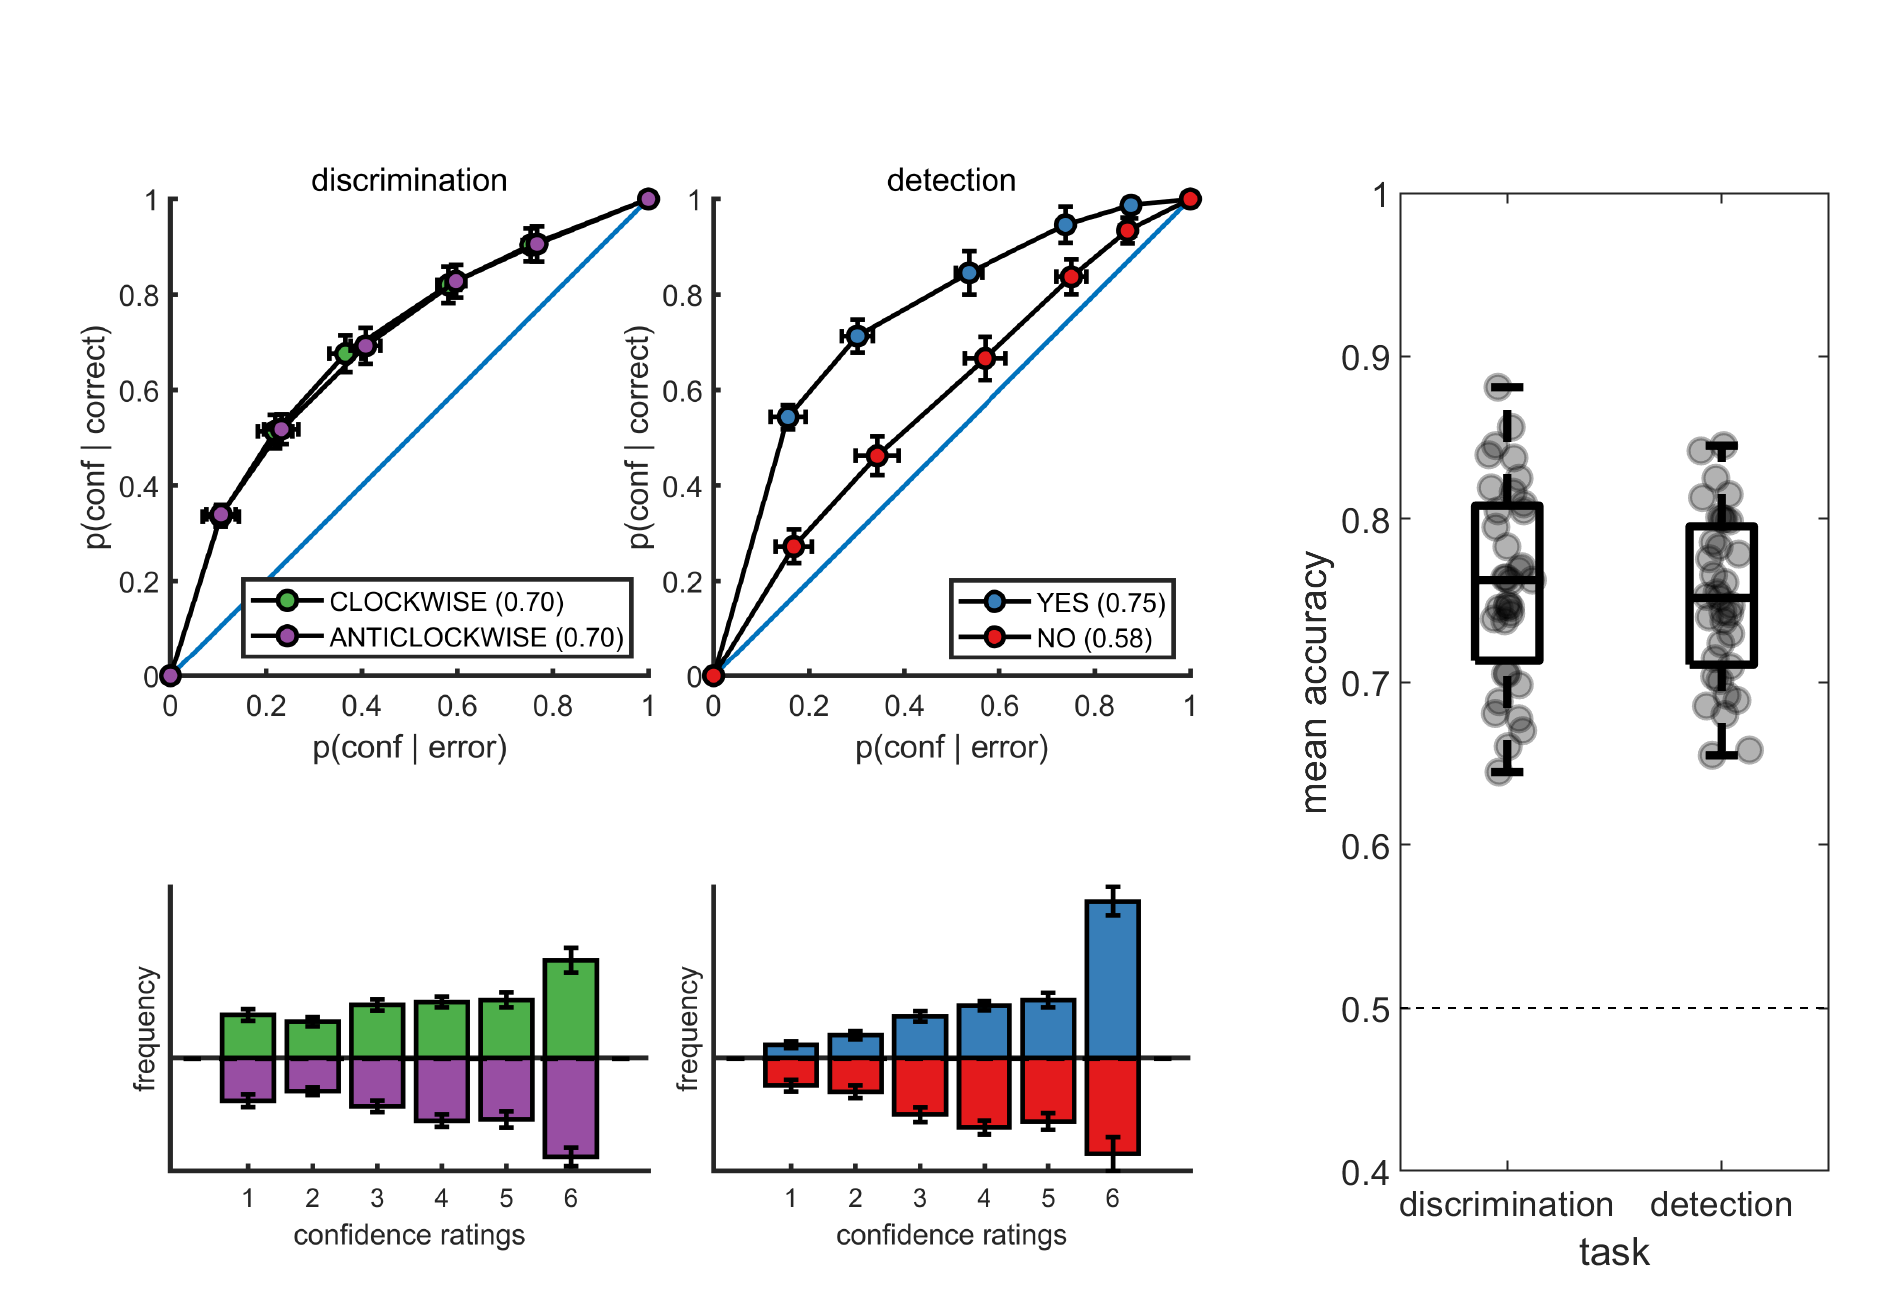 discrimination
1
0.8
0.6
0.4
0.2
0
p(conf | correct)
CLOCKWISE (0.70)
ANTICLOCKWISE (0.70)
0 0.2 0.4 0.6 0.8 1
p(conf | error)
detection
1
0.8
0.6
0.4
0.2
0
p(conf | correct)
YES (0.75)
NO (0.58)
0 0.2 0.4 0.6 0.8 1
p(conf | error)
frequency
1 2 3 4 5 6
confidence ratings
frequency
1 2 3 4 5 6
confidence ratings
1
0.9
0.8
0.7
0.6
0.5
0.4
mean accuracy
discrimination detection
task